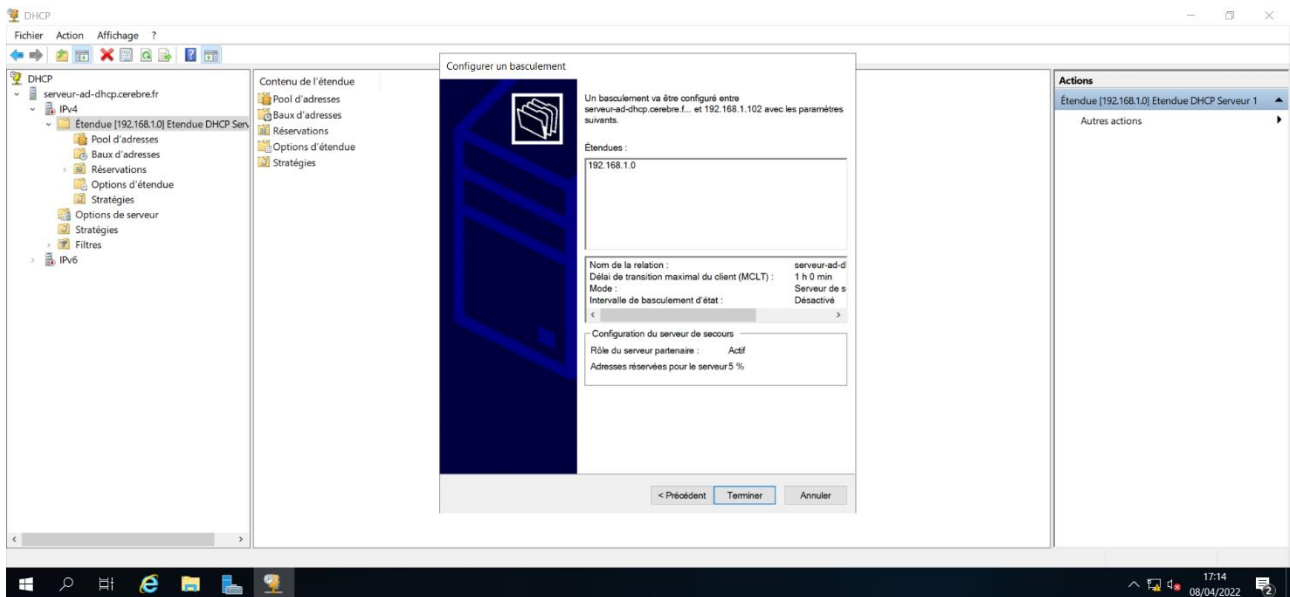 DHCP
Fichier Action Affichage ?
DHCP
serveur-ad-dhcp.cerebre.fr
IPv4
Étendue [192.168.1.0] Etendue DHCP Serv
Pool d'adresses
Baux d'adresses
Réservations
Options d'étendue
Stratégies
Options de serveur
Stratégies
Filtres
IPv6
Contenu de l'étendue
Pool d'adresses
Baux d'adresses
Réservations
Options d'étendue
Stratégies
Configurer un basculement
Un basculement va être configuré entre
serveur-ad-dhcp.cerebre.f... et 192.168.1.102 avec les paramètres
suivants.
Étendues :
192.168.1.0
Nom de la relation : serveur-ad-d
Délai de transition maximal du client (MCLT) : 1 h 0 min
Mode : Serveur de s
Intervalle de basculement d'état : Désactivé
Configuration du serveur de secours
Rôle du serveur partenaire : Actif
Adresses réservées pour le serveur 5 %
< Précédent Terminer Annuler
Actions
Étendue [192.168.1.0] Etendue DHCP Serveur 1
Autres actions
17:14
08/04/2022
2